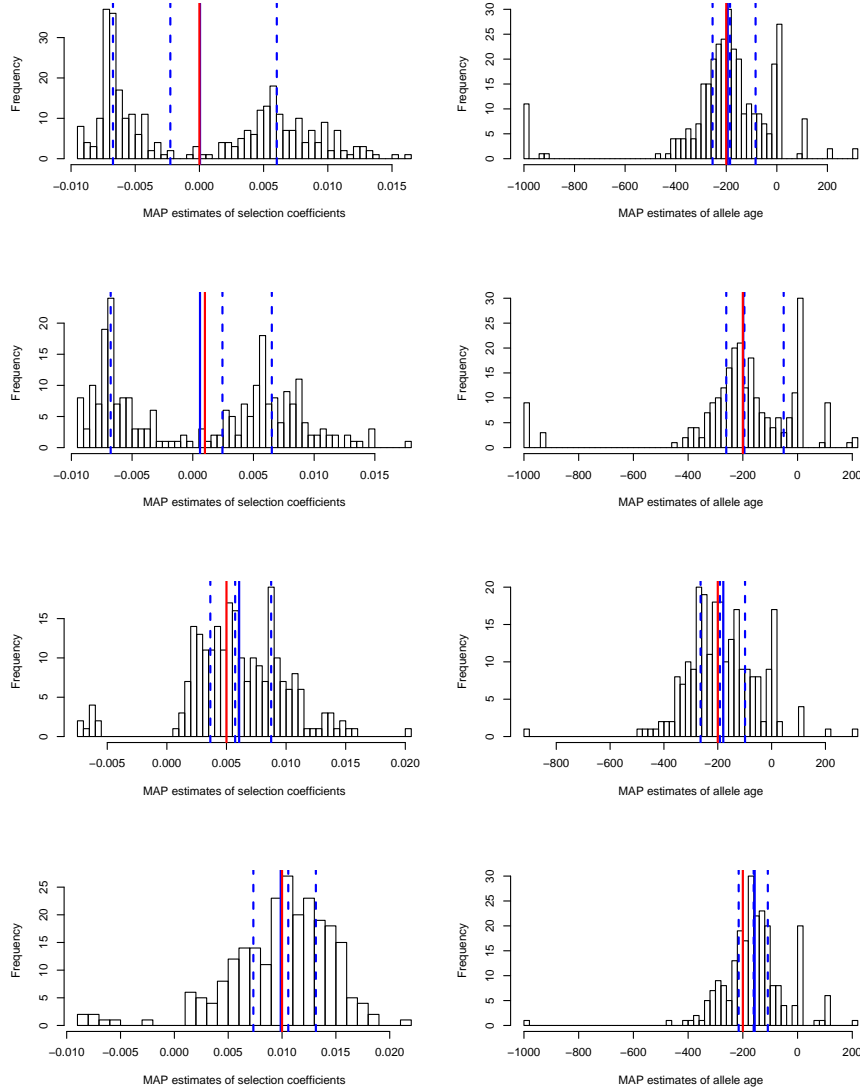 Frequency
0 10 20 30
−0.010 −0.005 0.000 0.005 0.010 0.015
MAP estimates of selection coefficients
Frequency
0 5 10 15 20 25 30
−1000 −800 −600 −400 −200 0 200
MAP estimates of allele age
Frequency
0 5 10 15 20
−0.010 −0.005 0.000 0.005 0.010 0.015
MAP estimates of selection coefficients
Frequency
0 5 10 15 20 25 30
−1000 −800 −600 −400 −200 0 200
MAP estimates of allele age
Frequency
0 5 10 15
−0.005 0.000 0.005 0.010 0.015 0.020
MAP estimates of selection coefficients
Frequency
0 5 10 15 20
−800 −600 −400 −200 0 200
MAP estimates of allele age
Frequency
0 5 10 15 20 25
−0.010 −0.005 0.000 0.005 0.010 0.015 0.020
MAP estimates of selection coefficients
Frequency
0 5 10 15 20 25 30
−1000 −800 −600 −400 −200 0 200
MAP estimates of allele age